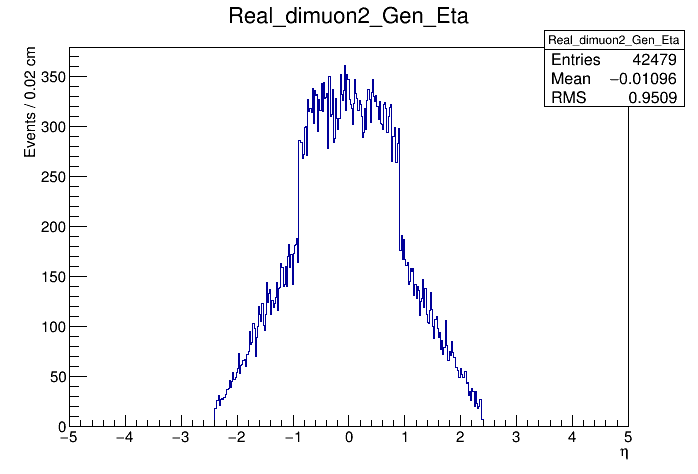 Real_dimuon2_Gen_Eta
Real_dimuon2_Gen_Eta
Entries 42479
Mean −0.01096
RMS 0.9509
Events / 0.02 cm
350
300
250
200
150
100
50
0
−5 −4 −3 −2 −1 0 1 2 3 4 5
η